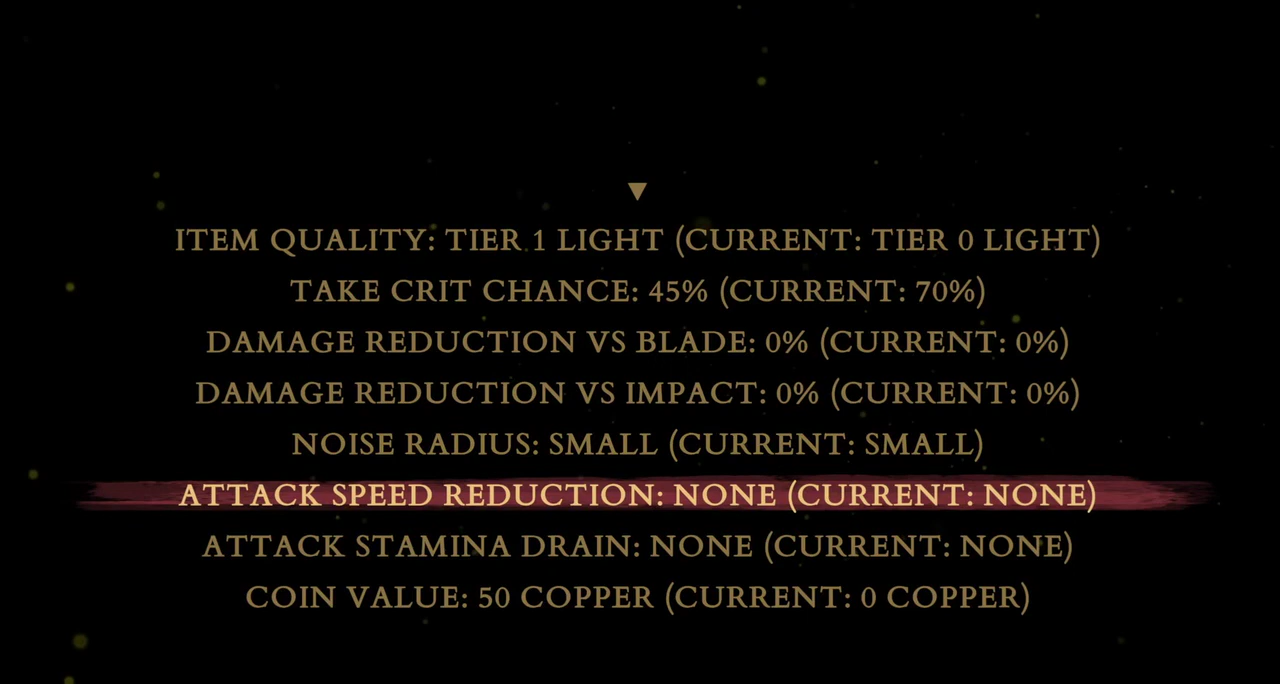 ITEM QUALITY: TIER 1 LIGHT (CURRENT: TIER 0 LIGHT)
TAKE CRIT CHANCE: 45% (CURRENT: 70%)
DAMAGE REDUCTION VS BLADE: 0% (CURRENT: 0%)
DAMAGE REDUCTION VS IMPACT: 0% (CURRENT: 0%)
NOISE RADIUS: SMALL (CURRENT: SMALL)
ATTACK SPEED REDUCTION: NONE (CURRENT: NONE)
ATTACK STAMINA DRAIN: NONE (CURRENT: NONE)
COIN VALUE: 50 COPPER (CURRENT: 0 COPPER)